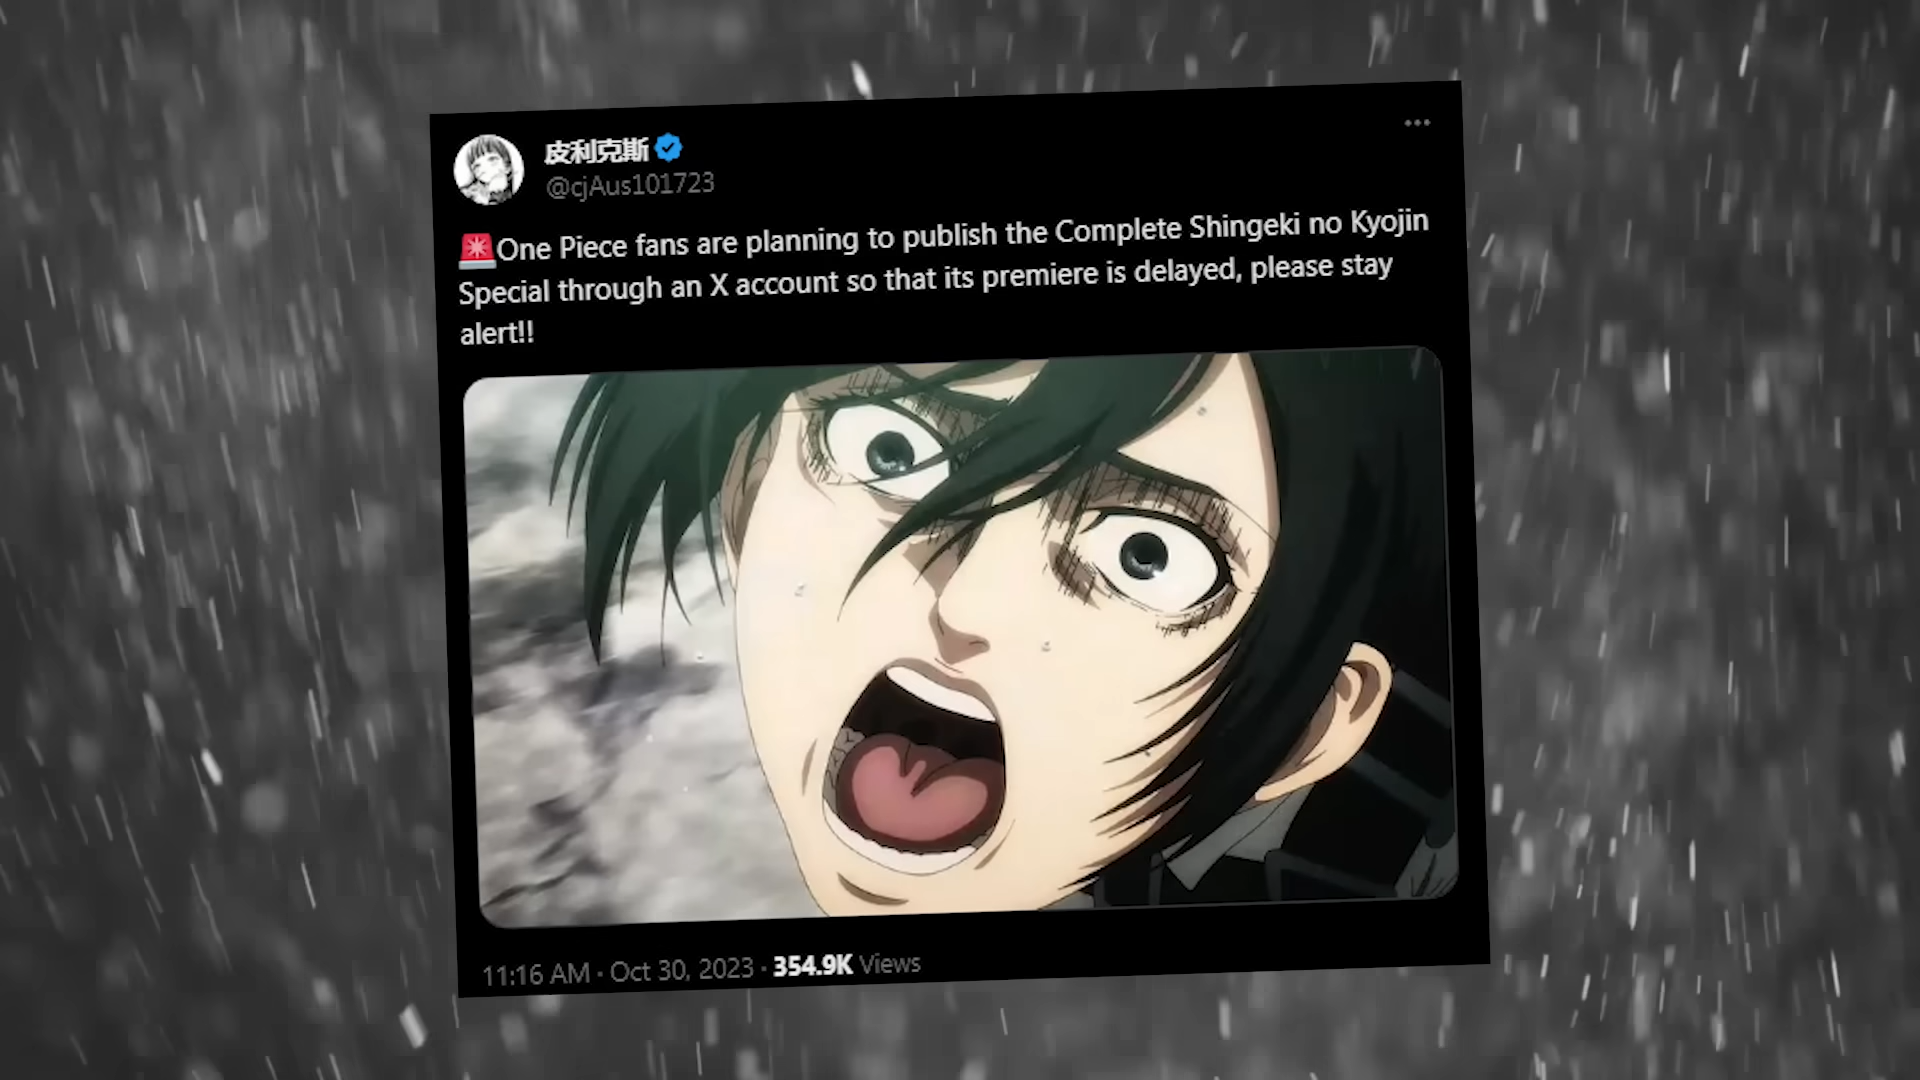 皮利克斯
@cjAus101723
One Piece fans are planning to publish the Complete Shingeki no Kyojin
Special through an X account so that its premiere is delayed, please stay
alert!!
11:16 AM · Oct 30, 2023 · 354.9K Views